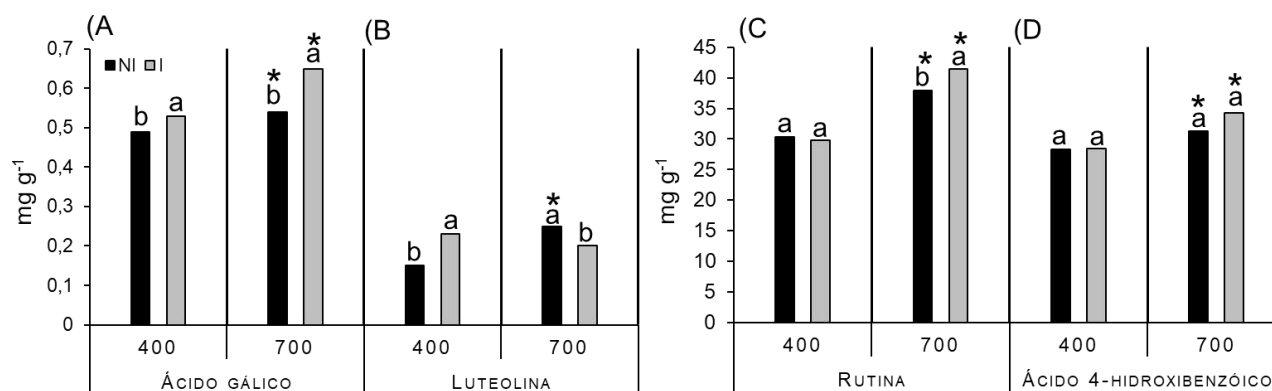 (A
(B
0,7
0,6
0,5
0,4
0,3
0,2
0,1
0
mg g-1
NI I
b a * b * a
b a * a b
400 700 400 700
ÁCIDO GÁLICO LUTEOLINA
(C
(D
45
40
35
30
25
20
15
10
5
0
mg g-1
a a * b * a
a a * a * a
400 700 400 700
RUTINA ÁCIDO 4-HIDROXIBENZÓICO